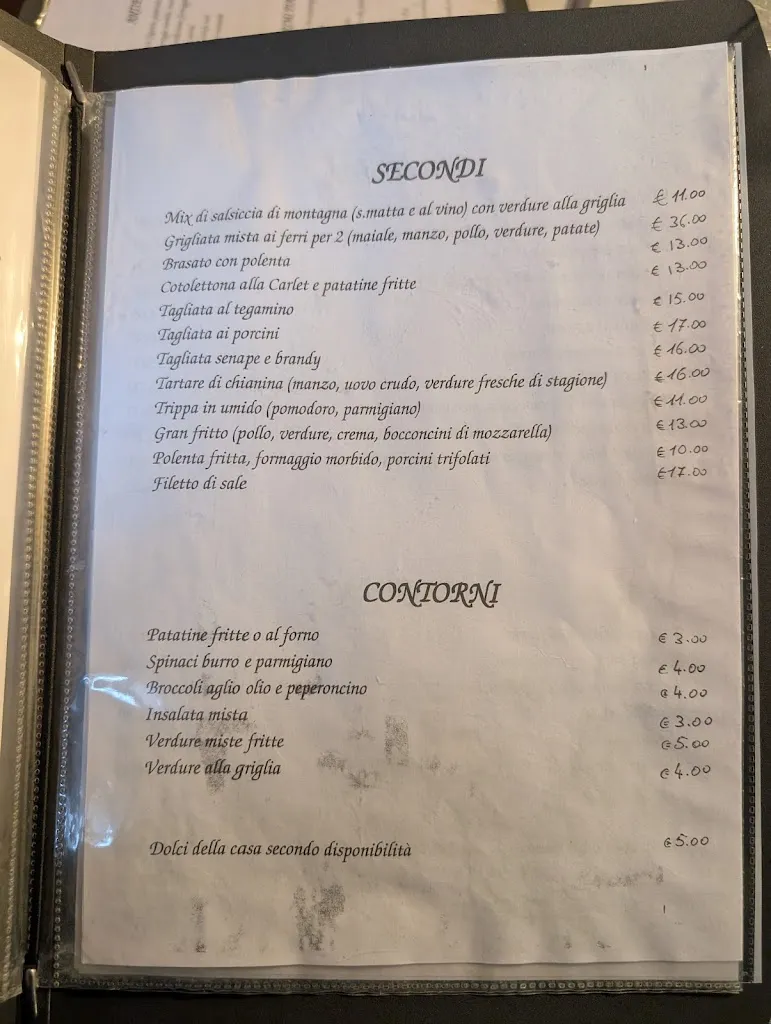 SECONDI
Mix di salsiccia di montagna (s.matta e al vino) con verdure alla griglia € 11.00
Grigliata mista ai ferri per 2 (maiale, manzo, pollo, verdure, patate) € 36.00
Brasato con polenta € 13.00
Cotolettona alla Carlet e patatine fritte € 13.00
Tagliata al tegamino € 15.00
Tagliata ai porcini € 17.00
Tagliata senape e brandy € 16.00
Tartare di chianina (manzo, uovo crudo, verdure fresche di stagione) € 16.00
Trippa in umido (pomodoro, parmigiano) € 11.00
Gran fritto (pollo, verdure, crema, bocconcini di mozzarella) € 13.00
Polenta fritta, formaggio morbido, porcini trifolati € 10.00
Filetto di sale € 17.00
CONTORNI
Patatine fritte o al forno € 3.00
Spinaci burro e parmigiano € 4.00
Broccoli aglio olio e peperoncino € 4.00
Insalata mista € 3.00
Verdure miste fritte € 5.00
Verdure alla griglia € 4.00
Dolci della casa secondo disponibilità € 5.00